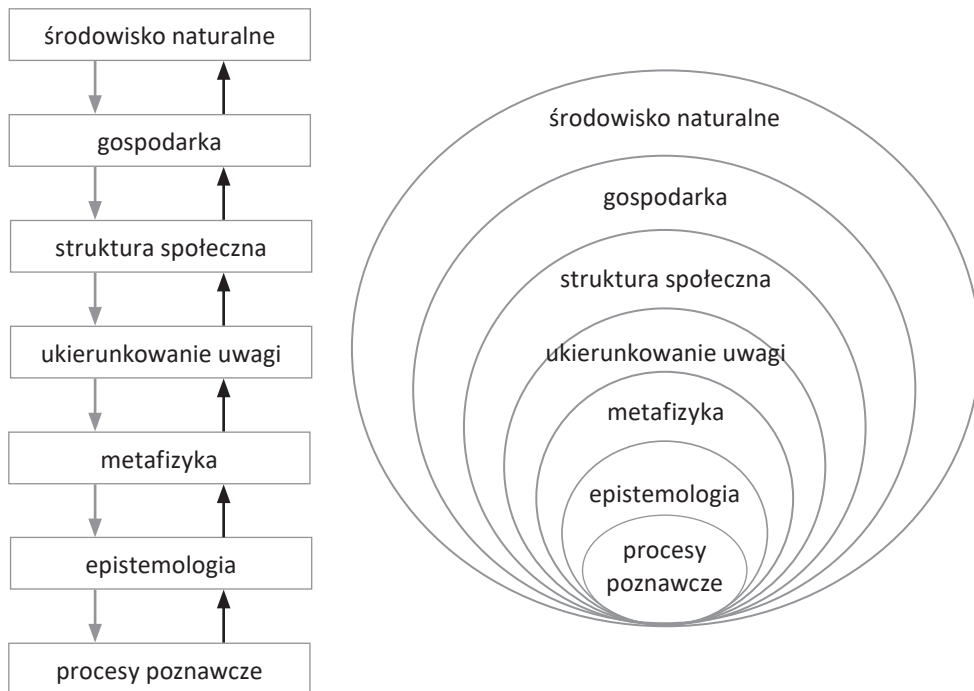 środowisko naturalne
gospodarka
struktura społeczna
ukierunkowanie uwagi
metafizyka
epistemologia
procesy poznawcze
środowisko naturalne
gospodarka
struktura społeczna
ukierunkowanie uwagi
metafizyka
epistemologia
procesy
poznawcze